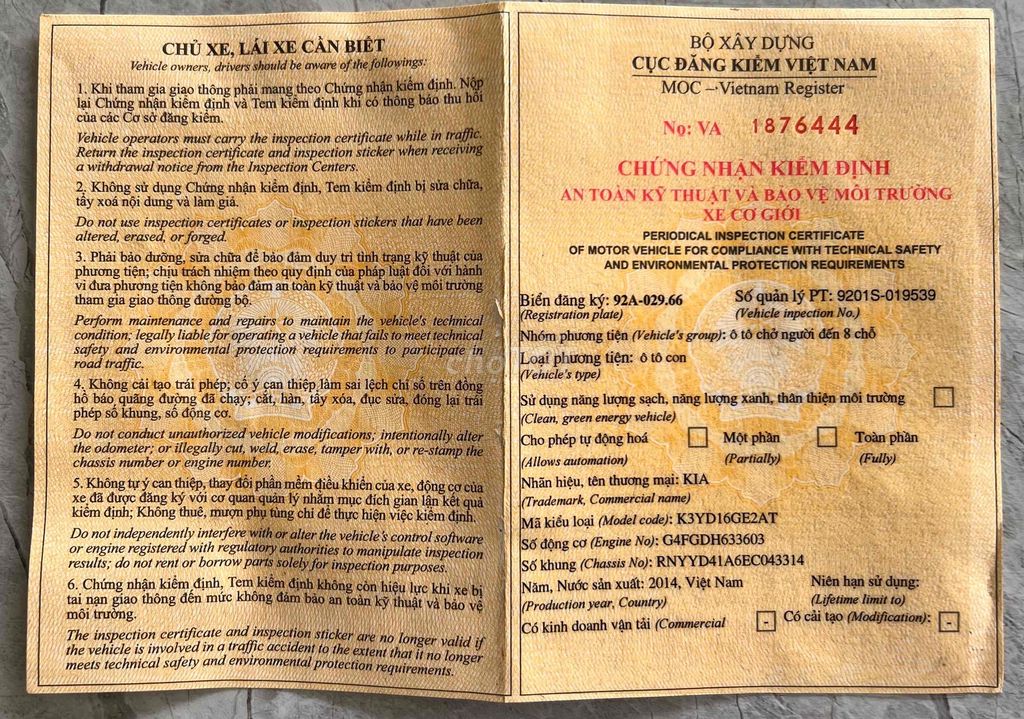 CHỦ XE, LÁI XE CẦN BIẾT
Vehicle owners, drivers should be aware of the followings:
1. Khi tham gia giao thông phải mang theo Chứng nhận kiểm định. Nộp
lại Chứng nhận kiểm định và Tem kiểm định khi có thông báo thu hồi
của các Cơ sở đăng kiểm.
Vehicle operators must carry the inspection certificate while in traffic.
Return the inspection certificate and inspection sticker when receiving
a withdrawal notice from the Inspection Centers.
2. Không sử dụng Chứng nhận kiểm định, Tem kiểm định bị sửa chữa,
tẩy xoá nội dung và làm giả.
Do not use inspection certificates or inspection stickers that have been
altered, erased, or forged.
3. Phải bảo dưỡng, sửa chữa để bảo đảm duy trì tình trạng kỹ thuật của
phương tiện; chịu trách nhiệm theo quy định của pháp luật đối với hành
vi đưa phương tiện không bảo đảm an toàn kỹ thuật và bảo vệ môi trường
tham gia giao thông đường bộ.
Perform maintenance and repairs to maintain the vehicle's technical
condition; legally liable for operating a vehicle that fails to meet technical
safety and environmental protection requirements to participate in
road traffic.
4. Không cải tạo trái phép; cố ý can thiệp làm sai lệch chỉ số trên đồng
hồ báo quãng đường đã chạy; cắt, hàn, tẩy xóa, đục sửa, đóng lại trái
phép số khung, số động cơ.
Do not conduct unauthorized vehicle modifications; intentionally alter
the odometer; or illegally cut, weld, erase, tamper with, or re-stamp the
chassis number or engine number.
5. Không tự ý can thiệp, thay đổi phần mềm điều khiển của xe, động cơ của
xe đã được đăng ký với cơ quan quản lý nhằm mục đích gian lận kết quả
kiểm định; Không thuê, mượn phụ tùng chỉ để thực hiện việc kiểm định.
Do not independently interfere with or alter the vehicle's control software
or engine registered with regulatory authorities to manipulate inspection
results; do not rent or borrow parts solely for inspection purposes.
6. Chứng nhận kiểm định, Tem kiểm định không còn hiệu lực khi xe bị
tai nạn giao thông đến mức không đảm bảo an toàn kỹ thuật và bảo vệ
môi trường.
The inspection certificate and inspection sticker are no longer valid if
the vehicle is involved in a traffic accident to the extent that it no longer
meets technical safety and environmental protection requirements.
BỘ XÂY DỰNG
CỤC ĐĂNG KIỂM VIỆT NAM
MOC – Vietnam Register
No: VA 1876444
CHỨNG NHẬN KIỂM ĐỊNH
AN TOÀN KỸ THUẬT VÀ BẢO VỆ MÔI TRƯỜNG
XE CƠ GIỚI
PERIODICAL INSPECTION CERTIFICATE
OF MOTOR VEHICLE FOR COMPLIANCE WITH TECHNICAL SAFETY
AND ENVIRONMENTAL PROTECTION REQUIREMENTS
Biển đăng ký: 92A-029.66 Số quản lý PT: 9201S-019539
(Registration plate) (Vehicle inspection No.)
Nhóm phương tiện (Vehicle's group): ô tô chở người đến 8 chỗ
Loại phương tiện: ô tô con
(Vehicle's type)
Sử dụng năng lượng sạch, năng lượng xanh, thân thiện môi trường
(Clean, green energy vehicle)
Cho phép tự động hoá Một phần Toàn phần
(Allows automation) (Partially) (Fully)
Nhãn hiệu, tên thương mại: KIA
(Trademark, Commercial name)
Mã kiểu loại (Model code): K3YD16GE2AT
Số động cơ (Engine No): G4FGDH633603
Số khung (Chassis No): RNYYD41A6EC043314
Năm, Nước sản xuất: 2014, Việt Nam Niên hạn sử dụng:
(Production year, Country) (Lifetime limit to)
Có kinh doanh vận tải (Commercial - Có cải tạo (Modification): -